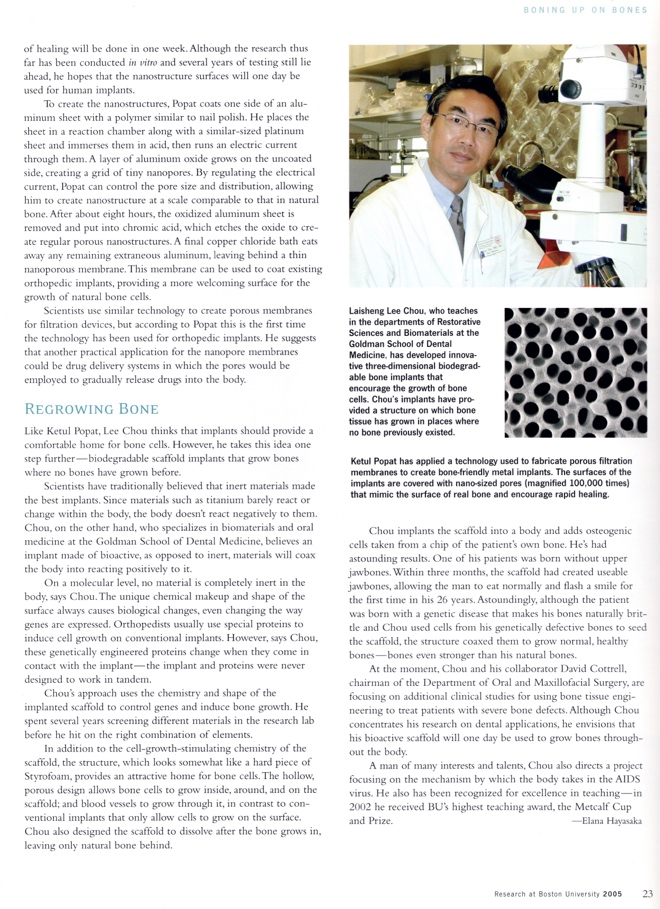 BONING UP ON BONES
of healing will be done in one week. Although the research thus
far has been conducted in vitro and several years of testing still lie
ahead, he hopes that the nanostructure surfaces will one day be
used for human implants.
To create the nanostructures, Popat coats one side of an alu-
minum sheet with a polymer similar to nail polish. He places the
sheet in a reaction chamber along with a similar-sized platinum
sheet and immerses them in acid, then runs an electric current
through them. A layer of aluminum oxide grows on the uncoated
side, creating a grid of tiny nanopores. By regulating the electrical
current, Popat can control the pore size and distribution, allowing
him to create nanostructure at a scale comparable to that in natural
bone. After about eight hours, the oxidized aluminum sheet is
removed and put into chromic acid, which etches the oxide to cre-
ate regular porous nanostructures. A final copper chloride bath eats
away any remaining extraneous aluminum, leaving behind a thin
nanoporous membrane. This membrane can be used to coat existing
orthopedic implants, providing a more welcoming surface for the
growth of natural bone cells.
Scientists use similar technology to create porous membranes
for filtration devices, but according to Popat this is the first time
the technology has been used for orthopedic implants. He suggests
that another practical application for the nanopore membranes
could be drug delivery systems in which the pores would be
employed to gradually release drugs into the body.
REGROWING BONE
Like Ketul Popat, Lee Chou thinks that implants should provide a
comfortable home for bone cells. However, he takes this idea one
step further—biodegradable scaffold implants that grow bones
where no bones have grown before.
Scientists have traditionally believed that inert materials made
the best implants. Since materials such as titanium barely react or
change within the body, the body doesn't react negatively to them.
Chou, on the other hand, who specializes in biomaterials and oral
medicine at the Goldman School of Dental Medicine, believes an
implant made of bioactive, as opposed to inert, materials will coax
the body into reacting positively to it.
On a molecular level, no material is completely inert in the
body, says Chou. The unique chemical makeup and shape of the
surface always causes biological changes, even changing the way
genes are expressed. Orthopedists usually use special proteins to
induce cell growth on conventional implants. However, says Chou,
these genetically engineered proteins change when they come in
contact with the implant—the implant and proteins were never
designed to work in tandem.
Chou's approach uses the chemistry and shape of the
implanted scaffold to control genes and induce bone growth. He
spent several years screening different materials in the research lab
before he hit on the right combination of elements.
In addition to the cell-growth-stimulating chemistry of the
scaffold, the structure, which looks somewhat like a hard piece of
Styrofoam, provides an attractive home for bone cells. The hollow,
porous design allows bone cells to grow inside, around, and on the
scaffold; and blood vessels to grow through it, in contrast to con-
ventional implants that only allow cells to grow on the surface.
Chou also designed the scaffold to dissolve after the bone grows in,
leaving only natural bone behind.
Laisheng Lee Chou, who teaches
in the departments of Restorative
Sciences and Biomaterials at the
Goldman School of Dental
Medicine, has developed innova-
tive three-dimensional biodegrad-
able bone implants that
encourage the growth of bone
cells. Chou's implants have pro-
vided a structure on which bone
tissue has grown in places where
no bone previously existed.
Ketul Popat has applied a technology used to fabricate porous filtration
membranes to create bone-friendly metal implants. The surfaces of the
implants are covered with nano-sized pores (magnified 100,000 times)
that mimic the surface of real bone and encourage rapid healing.
Chou implants the scaffold into a body and adds osteogenic
cells taken from a chip of the patient's own bone. He's had
astounding results. One of his patients was born without upper
jawbones. Within three months, the scaffold had created useable
jawbones, allowing the man to eat normally and flash a smile for
the first time in his 26 years. Astoundingly, although the patient
was born with a genetic disease that makes his bones naturally brit-
tle and Chou used cells from his genetically defective bones to seed
the scaffold, the structure coaxed them to grow normal, healthy
bones—bones even stronger than his natural bones.
At the moment, Chou and his collaborator David Cottrell,
chairman of the Department of Oral and Maxillofacial Surgery, are
focusing on additional clinical studies for using bone tissue engi-
neering to treat patients with severe bone defects. Although Chou
concentrates his research on dental applications, he envisions that
his bioactive scaffold will one day be used to grow bones through-
out the body.
A man of many interests and talents, Chou also directs a project
focusing on the mechanism by which the body takes in the AIDS
virus. He also has been recognized for excellence in teaching—in
2002 he received BU's highest teaching award, the Metcalf Cup
and Prize. —Elana Hayasaka
Research at Boston University 2005 23